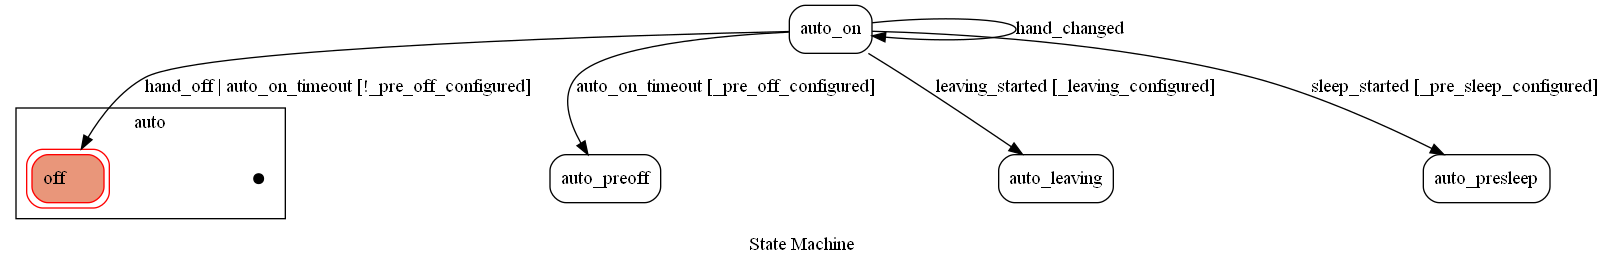 auto_on
hand_changed
hand_off | auto_on_timeout [!_pre_off_configured]
auto_on_timeout [_pre_off_configured]
leaving_started [_leaving_configured]
sleep_started [_pre_sleep_configured]
auto
off
auto_preoff
auto_leaving
auto_presleep
State Machine